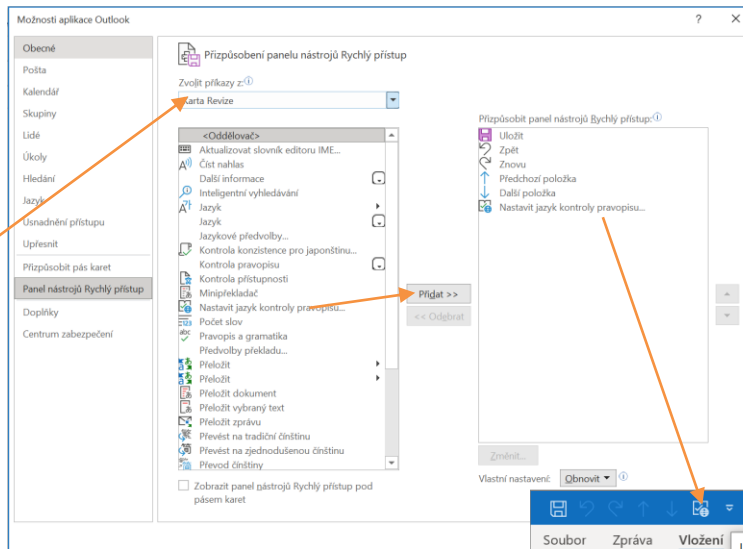 Možnosti aplikace Outlook
Obecné
Pošta
Kalendář
Skupiny
Lidé
Úkoly
Hledání
Jazyk
Usnadnění přístupu
Upřesnit
Přizpůsobit pás karet
Panel nástrojů Rychlý přístup
Doplňky
Centrum zabezpečení
Přizpůsobení panelu nástrojů Rychlý přístup
Zvolit příkazy z:
Karta Revize
<Oddělovač>
Aktualizovat slovník editoru IME...
Číst nahlas
Další informace
Inteligentní vyhledávání
Jazyk
Jazyk
Jazykové předvolby...
Kontrola konzistence pro japonštinu...
Kontrola pravopisu
Kontrola přístupnosti
Minipřekladač
Nastavit jazyk kontroly pravopisu...
Počet slov
Pravopis a gramatika
Předvolby překladu...
Přeložit
Přeložit
Přeložit dokument
Přeložit vybraný text
Přeložit zprávu
Převést na tradiční čínštinu
Převést na zjednodušenou čínštinu
Převod čínštiny
Zobrazit panel nástrojů Rychlý přístup pod
pásem karet
Přidat >>
<< Odebrat
Přizpůsobit panel nástrojů Rychlý přístup:
Uložit
Zpět
Znovu
Předchozí položka
Další položka
Nastavit jazyk kontroly pravopisu...
Změnit...
Vlastní nastavení: Obnovit
Soubor Zpráva Vložení